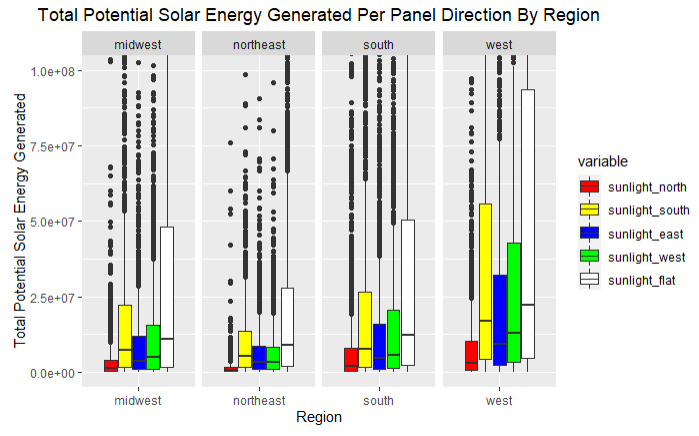 Total Potential Solar Energy Generated Per Panel Direction By Region
midwest northeast south west
Total Potential Solar Energy Generated
1.0e+08
7.5e+07
5.0e+07
2.5e+07
0.0e+00
midwest northeast south west
Region
variable
sunlight_north
sunlight_south
sunlight_east
sunlight_west
sunlight_flat